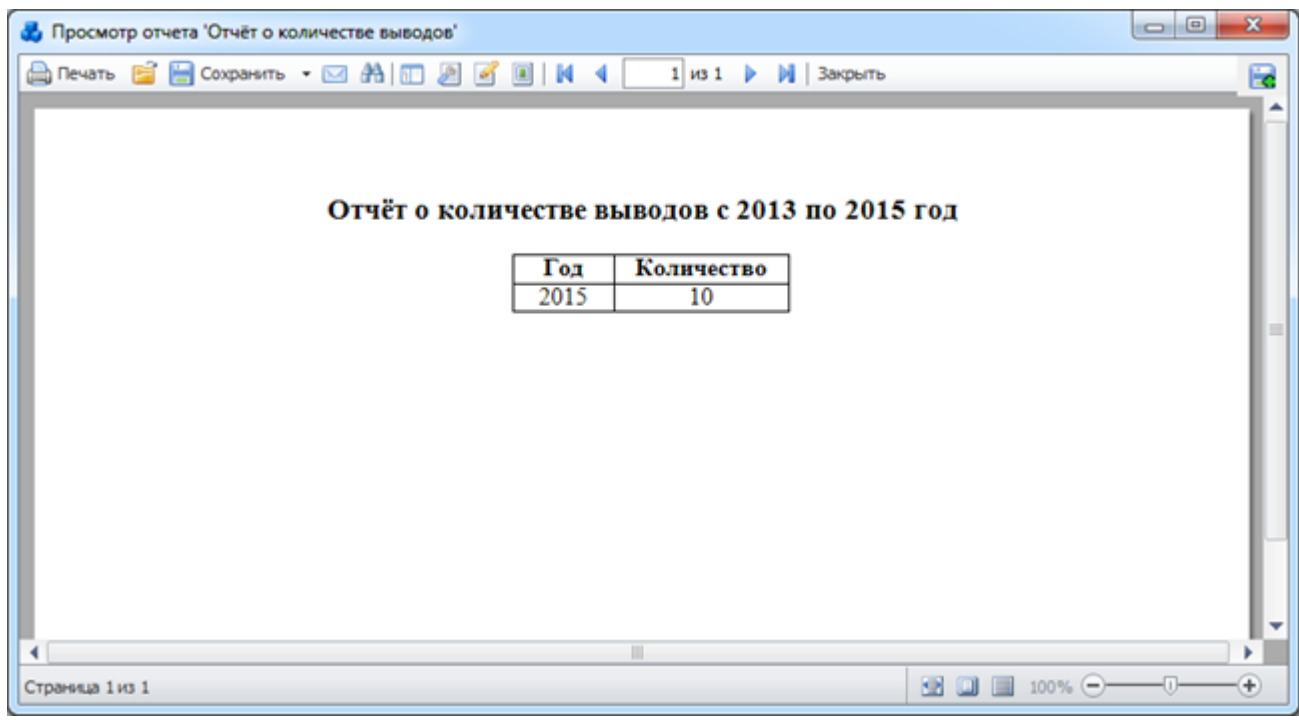 Просмотр отчета 'Отчёт о количестве выводов'
Печать Сохранить 1 из 1 Закрыть
Отчёт о количестве выводов с 2013 по 2015 год
Год Количество
2015 10
Страница 1 из 1 100%